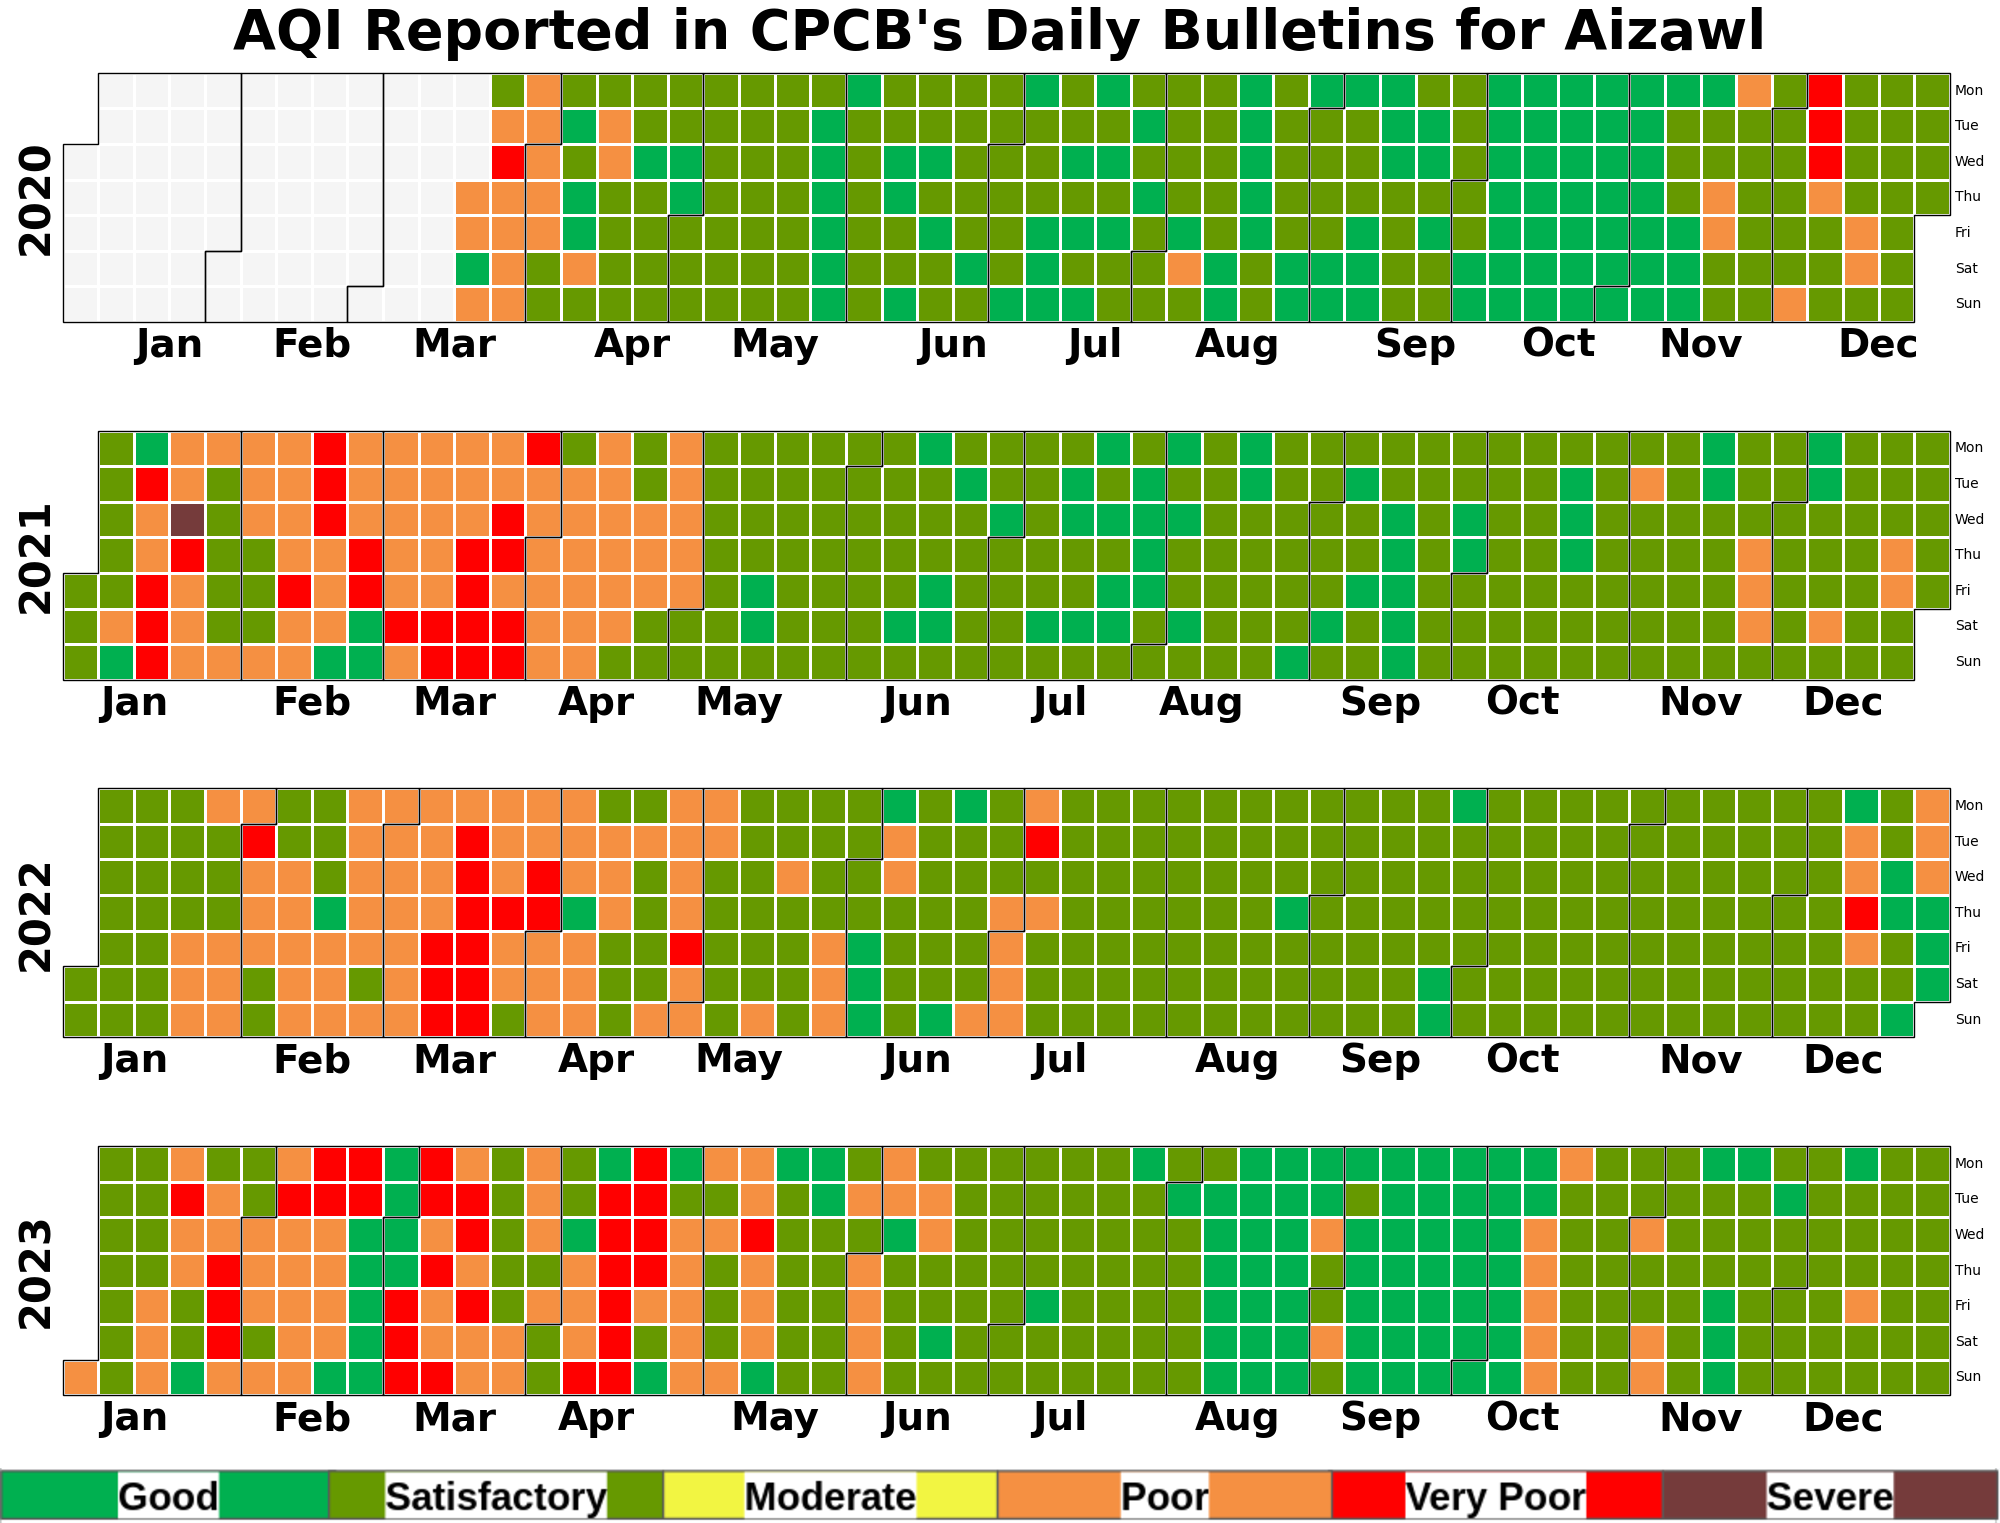 AQI Reported in CPCB's Daily Bulletins for Aizawl
2020
Mon
Tue
Wed
Thu
Fri
Sat
Sun
Jan Feb Mar Apr May Jun Jul Aug Sep Oct Nov Dec
2021
Mon
Tue
Wed
Thu
Fri
Sat
Sun
Jan Feb Mar Apr May Jun Jul Aug Sep Oct Nov Dec
2022
Mon
Tue
Wed
Thu
Fri
Sat
Sun
Jan Feb Mar Apr May Jun Jul Aug Sep Oct Nov Dec
2023
Mon
Tue
Wed
Thu
Fri
Sat
Sun
Jan Feb Mar Apr May Jun Jul Aug Sep Oct Nov Dec
Good Satisfactory Moderate Poor Very Poor Severe